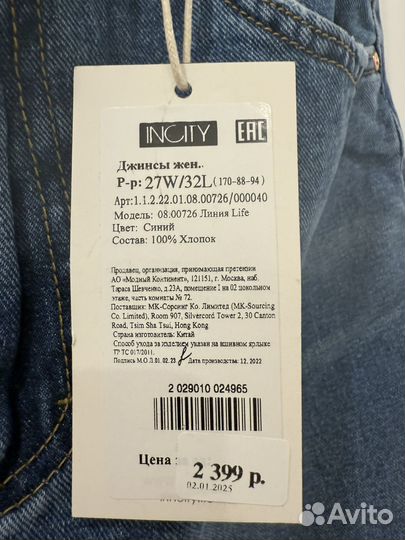 INCITY EAC
Джинсы жен..
Р-р: 27W/32L (170-88-94)
Арт:1.1.2.22.01.08.00726/000040
Модель: 08.00726 Линия Life
Цвет: Синий
Состав: 100% Хлопок
Продавец, организация, принимающая претензии
АО «Модный Континент», 121151, г. Москва, наб.
Тараса Шевченко, д.23А, помещение I на 02 цокольном
этаже, часть комнаты № 72.
Поставщик: МК-Сорсинг Ко. Лимитед (MK-Sourcing
Co. Limited), Room 907, Silvercord Tower 2, 30 Canton
Road, Tsim Sha Tsui, Hong Kong
Страна изготовитель: Китай
Способ ухода за изделием указан на вшивном ярлыке
ТР ТС 017/2011.
Подпись М.О.Л.01.02.23 Дата производства: 12.2022
2 029010 024965
Цена
2 399 р.
02.01.2025
Avito